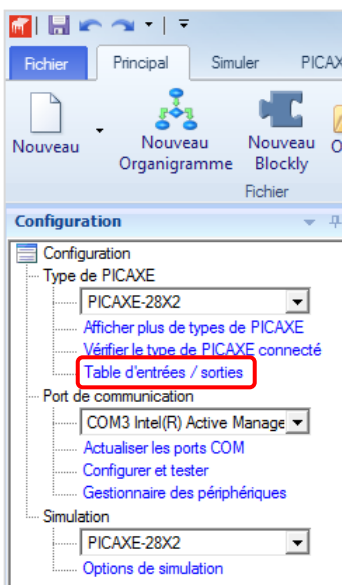 Fichier Principal Simuler PICAX
Nouveau Nouveau Organigramme Nouveau Blockly
Fichier
Configuration
Configuration
Type de PICAXE
PICAXE-28X2
Afficher plus de types de PICAXE
Vérifier le type de PICAXE connecté
Table d'entrées / sorties
Port de communication
COM3 Intel(R) Active Manage
Actualiser les ports COM
Configurer et tester
Gestionnaire des périphériques
Simulation
PICAXE-28X2
Options de simulation